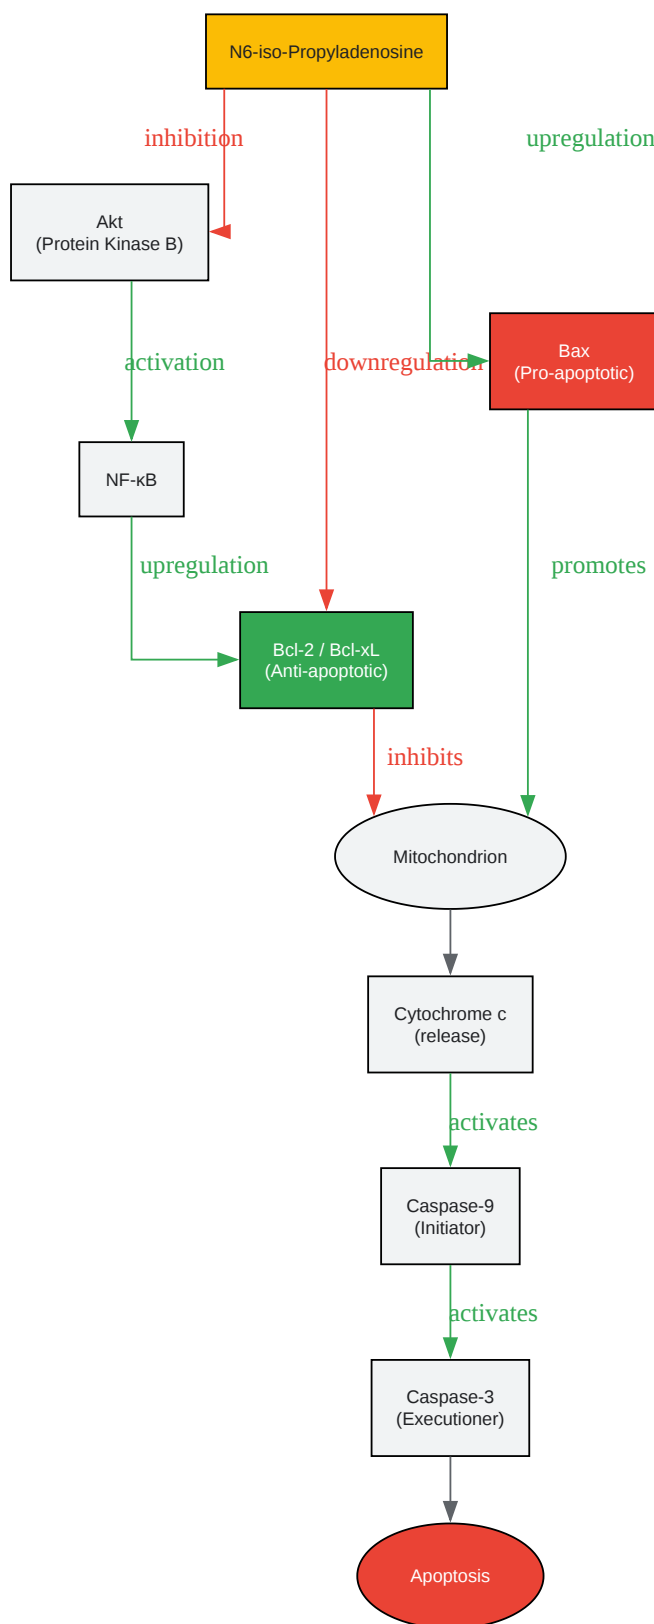 N6-iso-Propyladenosine
inhibition
upregulation
Akt
(Protein Kinase B)
activation
downregulation
Bax
(Pro-apoptotic)
NF-κB
upregulation
promotes
Bcl-2 / Bcl-xL
(Anti-apoptotic)
inhibits
Mitochondrion
Cytochrome c
(release)
activates
Caspase-9
(Initiator)
activates
Caspase-3
(Executioner)
Apoptosis